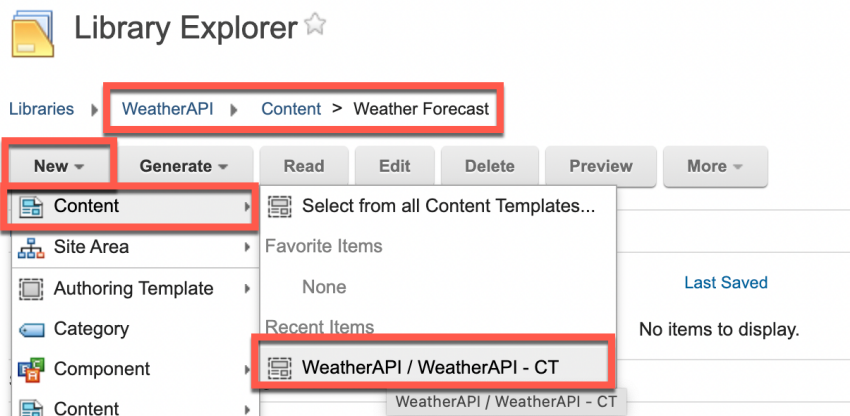 Library Explorer
Libraries WeatherAPI Content > Weather Forecast
New Generate Read Edit Delete Preview More
Content Select from all Content Templates...
Site Area Favorite Items
Authoring Template None Last Saved
Category Recent Items No items to display.
Component WeatherAPI / WeatherAPI - CT
Content WeatherAPI / WeatherAPI - CT